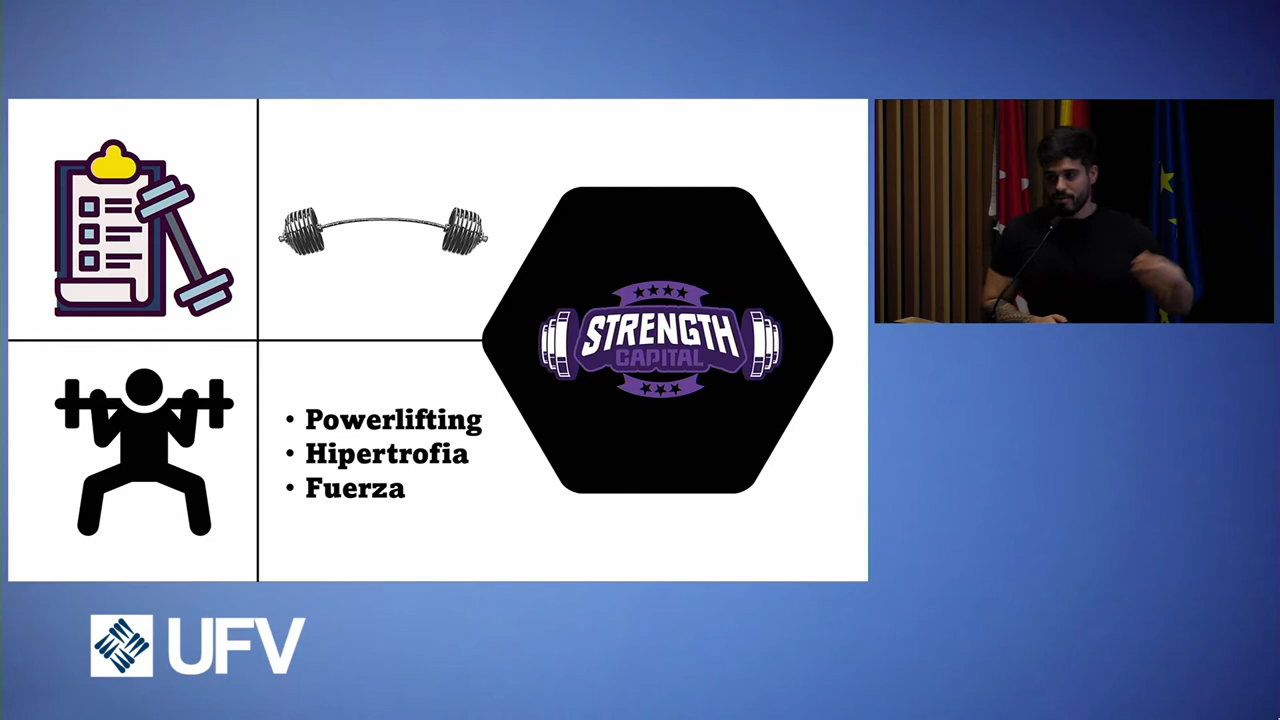 STRENGTH
CAPITAL
• Powerlifting
• Hipertrofia
• Fuerza
UFV